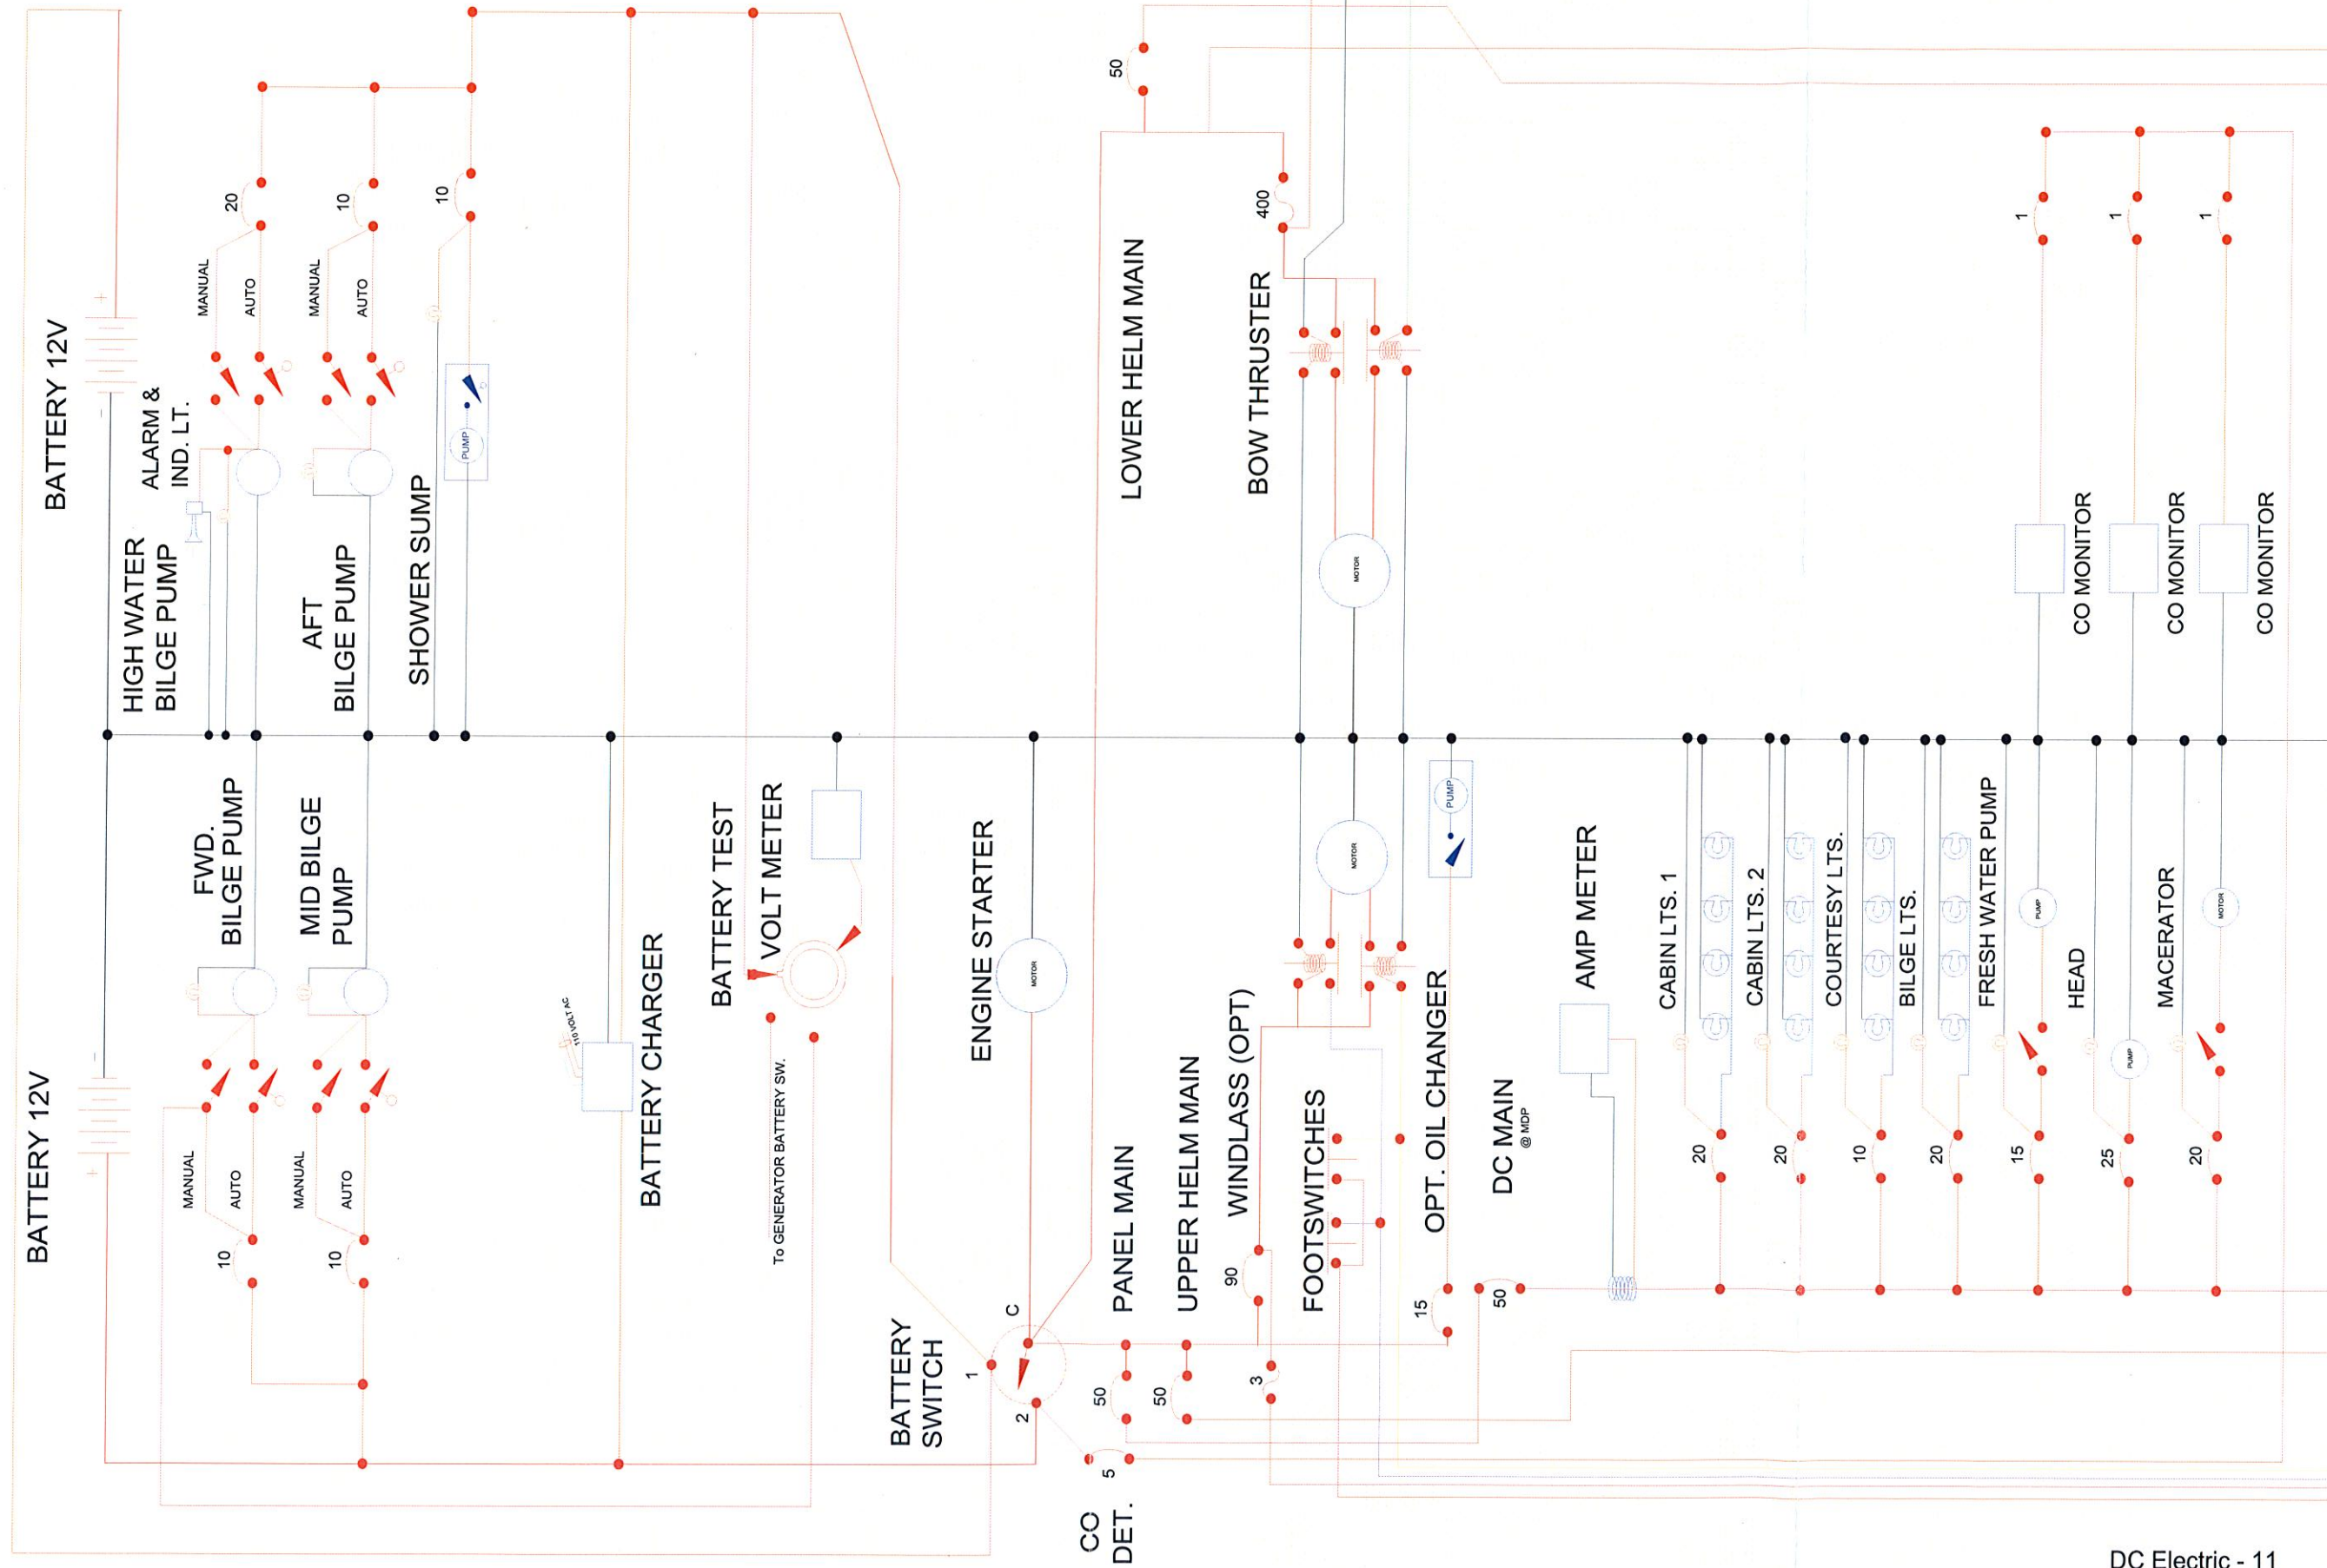 BATTERY 12V
+
-
HIGH WATER
BILGE PUMP
ALARM &
IND. LT.
MANUAL
AUTO
20
AFT
BILGE PUMP
MANUAL
AUTO
10
SHOWER SUMP
PUMP
10
BATTERY 12V
-
+
FWD.
BILGE PUMP
MANUAL
AUTO
10
MID BILGE
PUMP
MANUAL
AUTO
10
110 VOLT AC
BATTERY CHARGER
BATTERY TEST
VOLT METER
To GENERATOR BATTERY SW.
ENGINE STARTER
MOTOR
BATTERY
SWITCH
1
2
C
CO
DET.
5
50
PANEL MAIN
50
UPPER HELM MAIN
LOWER HELM MAIN
50
BOW THRUSTER
400
MOTOR
MOTOR
WINDLASS (OPT)
90
3
FOOTSWITCHES
OPT. OIL CHANGER
15
PUMP
DC MAIN
@ MDP
50
AMP METER
CABIN LTS. 1
20
CABIN LTS. 2
20
COURTESY LTS.
10
BILGE LTS.
20
FRESH WATER PUMP
PUMP
15
HEAD
PUMP
25
MACERATOR
MOTOR
20
CO MONITOR
1
CO MONITOR
1
CO MONITOR
1
DC Electric - 11